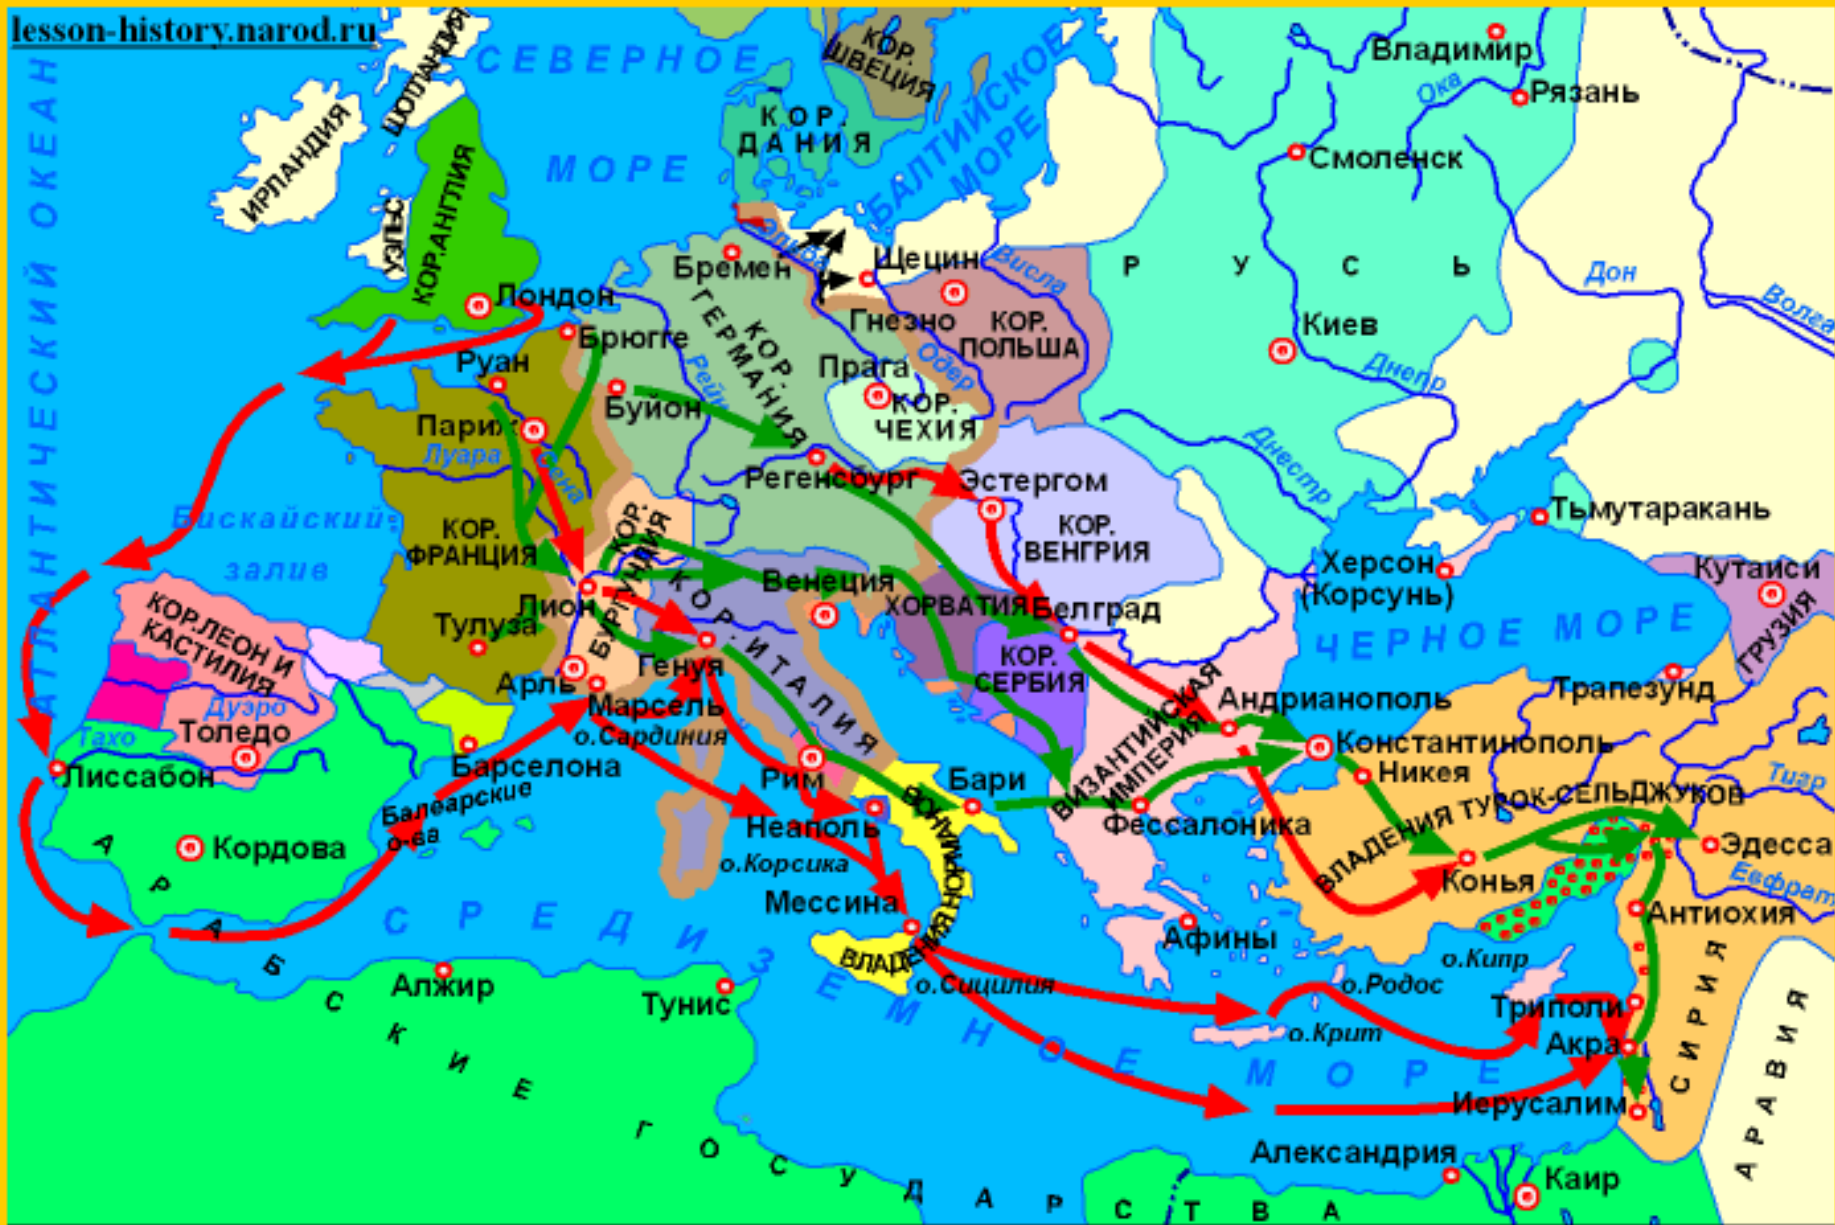 lesson-history.narod.ru
СЕВЕРНОЕ
МОРЕ
БАЛТИЙСКОЕ
МОРЕ
АТЛАНТИЧЕСКИЙ ОКЕАН
КОР.
ШВЕЦИЯ
КОР.
ДАНИЯ
ШОТЛАНДИЯ
ИРЛАНДИЯ
УЭЛЬС
КОР.АНГЛИЯ
Владимир
Ока
Рязань
Смоленск
РУСЬ
Дон
Волга
Киев
Днепр
Днестр
Эльба
Бремен
Щецин
Висла
Гнезно
КОР.
ПОЛЬША
Одер
Лондон
Брюгге
Руан
Буйон
Рейн
КОР.
ГЕРМАНИЯ
Прага
КОР.
ЧЕХИЯ
Париж
Луара
Сена
Регенсбург
Эстергом
КОР.
ВЕНГРИЯ
Бискайский
залив
КОР.
ФРАНЦИЯ
КОР.
БУРГУНДИЯ
Тьмутаракань
Херсон
(Корсунь)
Кутаиси
ГРУЗИЯ
ЧЕРНОЕ МОРЕ
Трапезунд
Лион
Тулуза
Венеция
КОР. ИТАЛИЯ
ХОРВАТИЯ
Белград
КОР.
СЕРБИЯ
КОР.ЛЕОН И
КАСТИЛИЯ
Дуэро
Тахо
Толедо
Лиссабон
Кордова
Арль
Генуя
Марсель
о.Сардиния
Барселона
Балеарские
о-ва
Рим
Бари
Неаполь
о.Корсика
Мессина
ВЛАДЕНИЯ
о.Сицилия
ВИЗАНТИЙСКАЯ
ИМПЕРИЯ
Андрианополь
Константинополь
Никея
Фессалоника
Афины
ВЛАДЕНИЯ ТУРОК-СЕЛЬДЖУКОВ
Тигр
Эдесса
Евфрат
Конья
Антиохия
о.Кипр
о.Родос
о.Крит
Триполи
Акра
СИРИЯ
Иерусалим
АРАВИЯ
Александрия
Каир
Алжир
Тунис
СРЕДИЗЕМНОЕ МОРЕ
АРАБСКИЕ ГОСУДАРСТВА